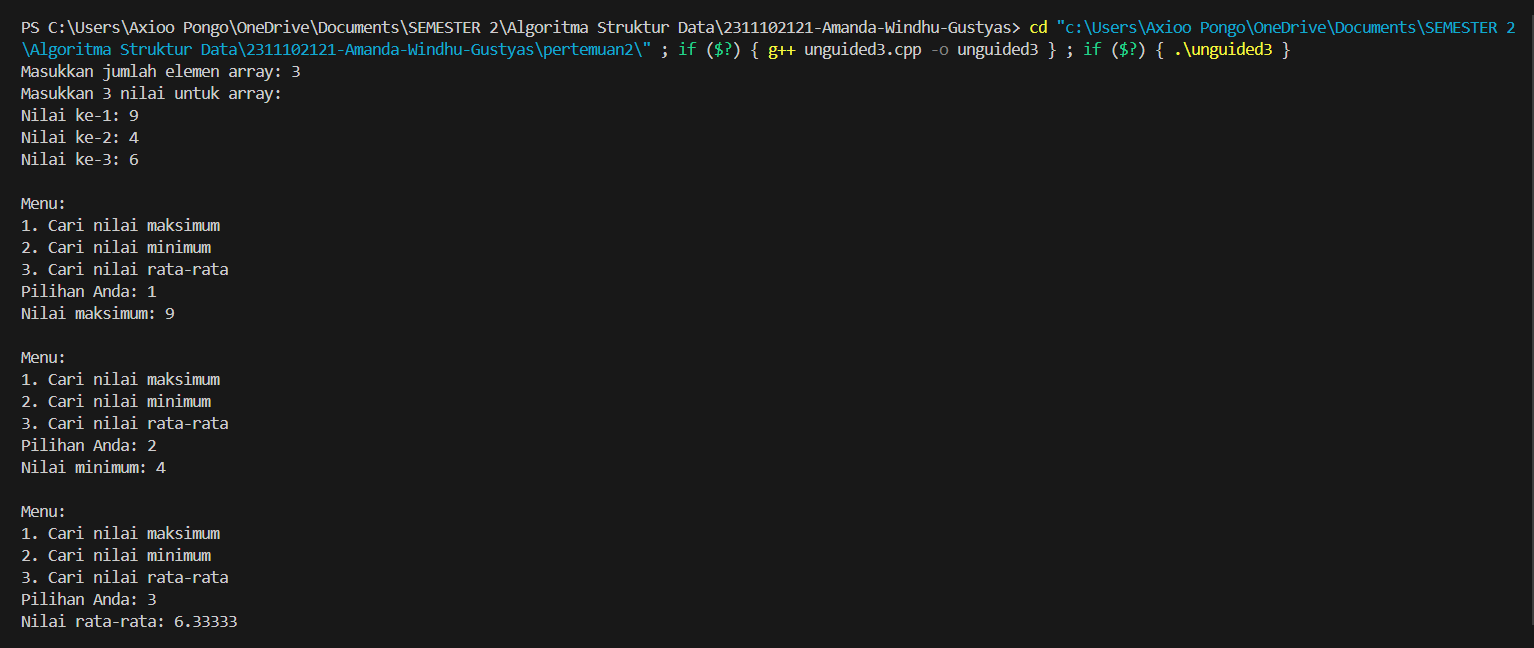 PS C:\Users\Axioo Pongo\OneDrive\Documents\SEMESTER 2\Algoritma Struktur Data\2311102121-Amanda-Windhu-Gustyas> cd "c:\Users\Axioo Pongo\OneDrive\Documents\SEMESTER 2
\Algoritma Struktur Data\2311102121-Amanda-Windhu-Gustyas\pertemuan2\" ; if ($?) { g++ unguided3.cpp -o unguided3 } ; if ($?) { .\unguided3 }
Masukkan jumlah elemen array: 3
Masukkan 3 nilai untuk array:
Nilai ke-1: 9
Nilai ke-2: 4
Nilai ke-3: 6

Menu:
1. Cari nilai maksimum
2. Cari nilai minimum
3. Cari nilai rata-rata
Pilihan Anda: 1
Nilai maksimum: 9

Menu:
1. Cari nilai maksimum
2. Cari nilai minimum
3. Cari nilai rata-rata
Pilihan Anda: 2
Nilai minimum: 4

Menu:
1. Cari nilai maksimum
2. Cari nilai minimum
3. Cari nilai rata-rata
Pilihan Anda: 3
Nilai rata-rata: 6.33333